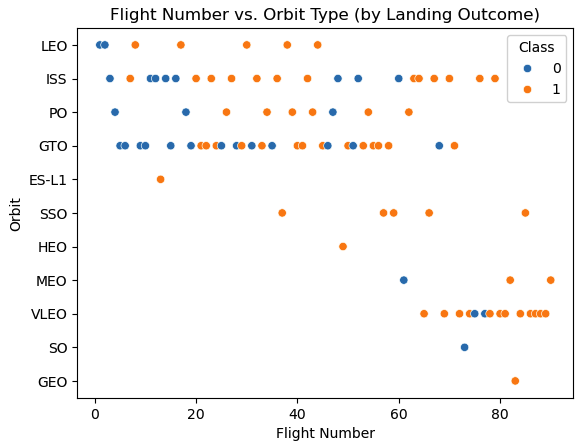 Flight Number vs. Orbit Type (by Landing Outcome)
Class
0
1
LEO
ISS
PO
GTO
ES-L1
SSO
HEO
MEO
VLEO
SO
GEO
Orbit
0 20 40 60 80
Flight Number